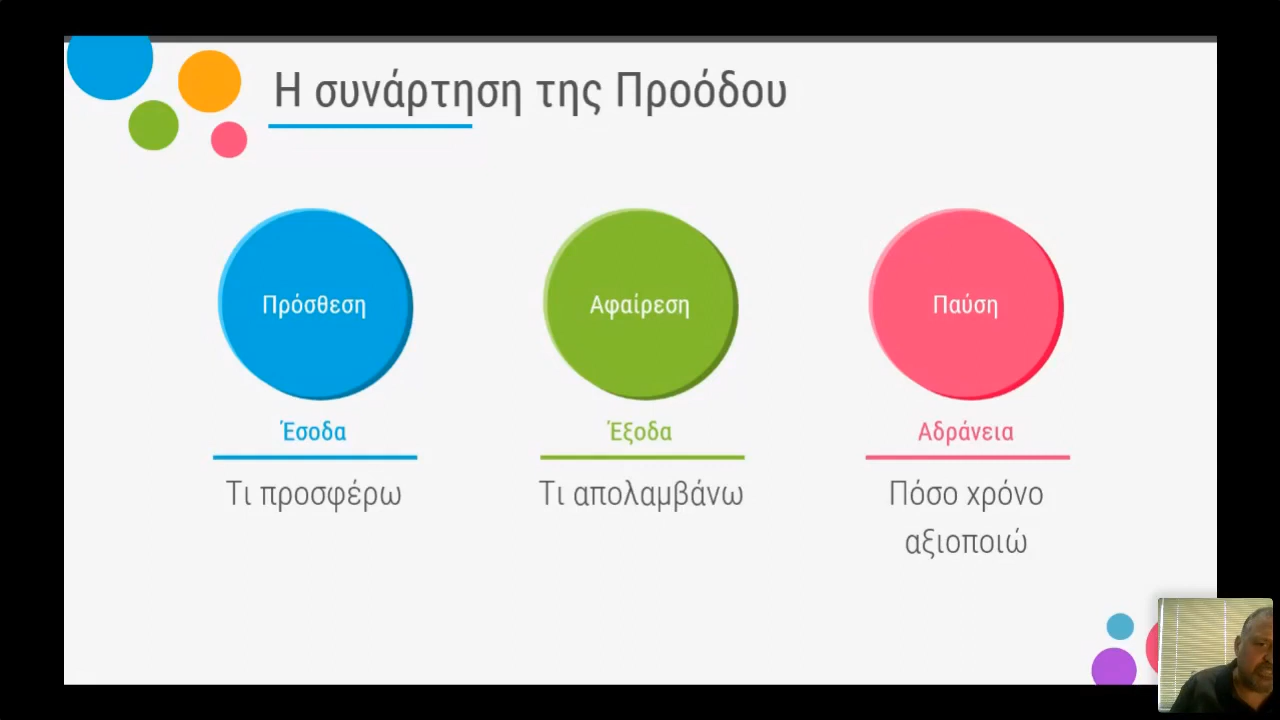 Η συνάρτηση της Προόδου
Πρόσθεση
Αφαίρεση
Παύση
Έσοδα
Έξοδα
Αδράνεια
Τι προσφέρω
Τι απολαμβάνω
Πόσο χρόνο
αξιοποιώ